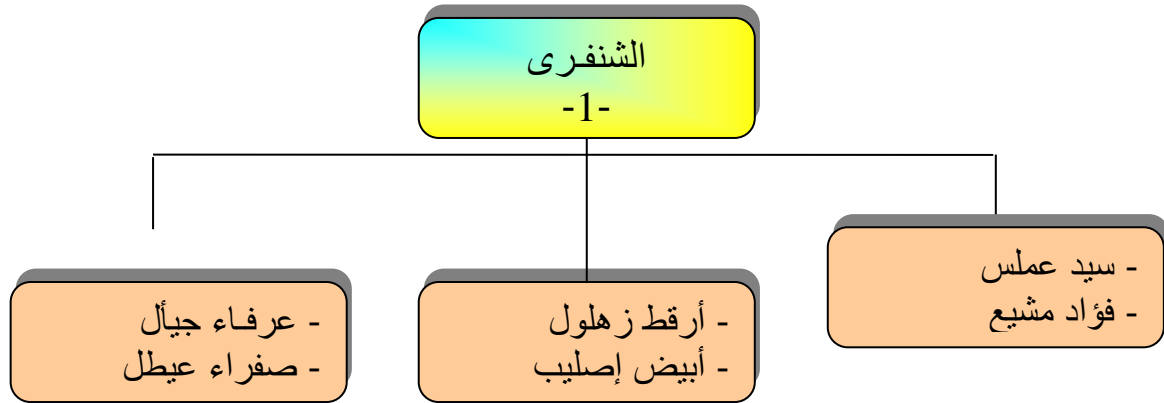 الشنفرى
-1-
- سيد عملس
- فؤاد مشيع
- أرقط زهلول
- أبيض إصليب
- عرفاء جيأل
- صفراء عيطل